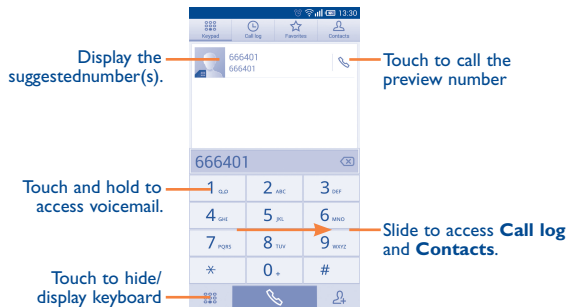 13:30
Keypad Call log Favorites Contacts
Display the
suggestednumber(s).
666401
666401
Touch to call the
preview number
666401
Touch and hold to
access voicemail.
1 2 ABC 3 DEF
4 GHI 5 JKL 6 MNO
Slide to access Call log
and Contacts.
7 PQRS 8 TUV 9 WXYZ
* 0 + #
Touch to hide/
display keyboard